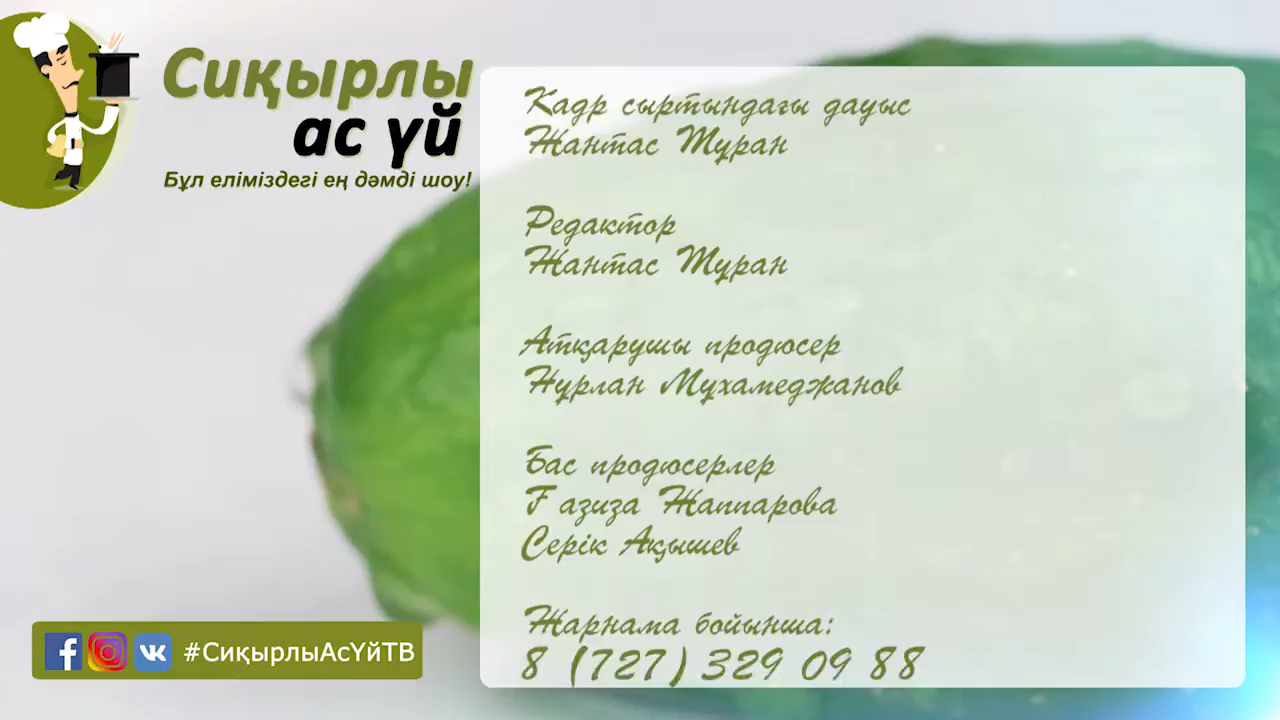 Сиқырлы
ас үй
Бұл еліміздегі ең дәмді шоу!
Кадр сыртындағы дауыс
Жантас Тұран
Редактор
Жантас Тұран
Атқарушы продюсер
Нұрлан Мұхамеджанов
Бас продюсерлер
Ғазиза Жаппарова
Серік Ақышев
Жарнама бойынша:
8 (727) 329 09 88
#СиқырлыАсҮйТВ